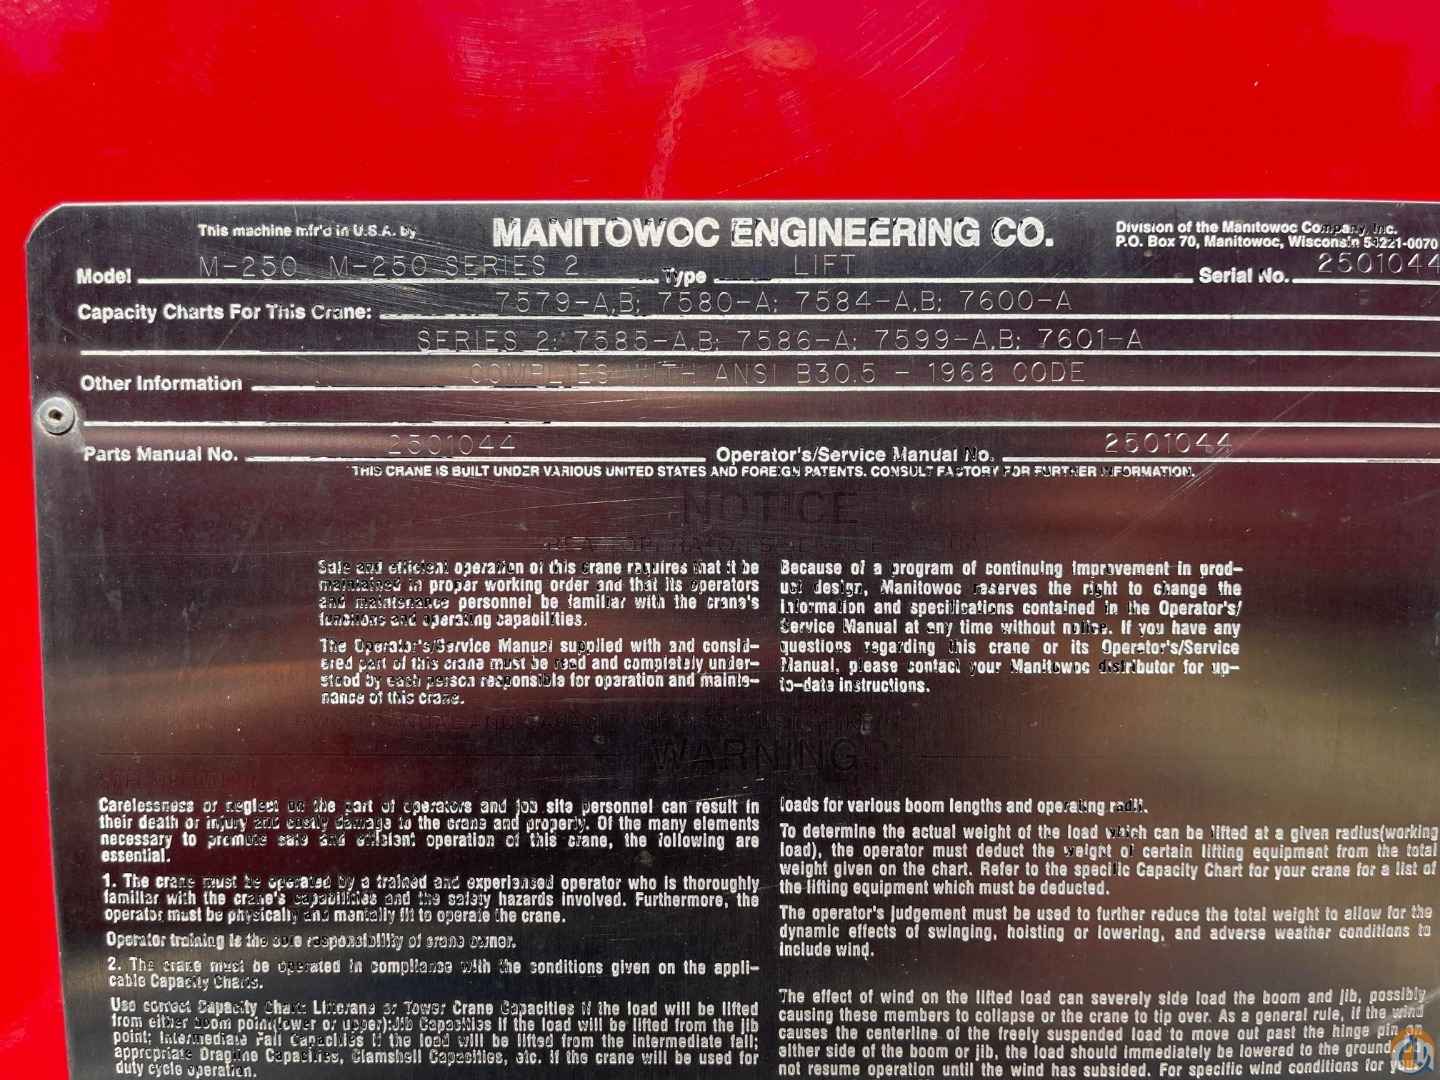 This machine mfr'd in U.S.A. by
MANITOWOC ENGINEERING CO.
Division of the Manitowoc Company, Inc.
P.O. Box 70, Manitowoc, Wisconsin 54221-0070
Model M-250 M-250 SERIES 2 Type LIFT Serial No. 2501044
Capacity Charts For This Crane: 7579-A,B; 7580-A; 7584-A,B; 7600-A
SERIES 2: 7585-A,B; 7586-A; 7599-A,B; 7601-A
Other Information COMPLIES WITH ANSI B30.5 - 1968 CODE
Parts Manual No. 2501044 Operator's/Service Manual No. 2501044
THIS CRANE IS BUILT UNDER VARIOUS UNITED STATES AND FOREIGN PATENTS. CONSULT FACTORY FOR FURTHER INFORMATION.
NOTICE
Safe and efficient operation of this crane requires that it be
maintained in proper working order and that its operators
and maintenance personnel be familiar with the crane's
functions and operating capabilities.
The Operator's/Service Manual supplied with and consid-
ered part of this crane must be read and completely under-
stood by each person responsible for operation and mainte-
nance of this crane.
Because of a program of continuing improvement in prod-
uct design, Manitowoc reserves the right to change the
information and specifications contained in the Operator's/
Service Manual at any time without notice. If you have any
questions regarding this crane or its Operator's/Service
Manual, please contact your Manitowoc distributor for up-
to-date instructions.
WARNING
Carelessness or neglect on the part of operators and job site personnel can result in
their death or injury and costly damage to the crane and property. Of the many elements
necessary to promote safe and efficient operation of this crane, the following are
essential.
1. The crane must be operated by a trained and experienced operator who is thoroughly
familiar with the crane's capabilities and the safety hazards involved. Furthermore, the
operator must be physically and mentally fit to operate the crane.
Operator training is the sole responsibility of crane owner.
2. The crane must be operated in compliance with the conditions given on the appli-
cable Capacity Charts.
Use correct Capacity Chart: Liftcrane or Tower Crane Capacities if the load will be lifted
from either boom point(lower or upper);Jib Capacities if the load will be lifted from the jib
point; Intermediate Fall Capacities if the load will be lifted from the intermediate fall;
appropriate Dragline Capacities, Clamshell Capacities, etc. if the crane will be used for
duty cycle operation.
loads for various boom lengths and operating radii.
To determine the actual weight of the load which can be lifted at a given radius(working
load), the operator must deduct the weight of certain lifting equipment from the total
weight given on the chart. Refer to the specific Capacity Chart for your crane for a list of
the lifting equipment which must be deducted.
The operator's judgement must be used to further reduce the total weight to allow for the
dynamic effects of swinging, hoisting or lowering, and adverse weather conditions to
include wind.
The effect of wind on the lifted load can severely side load the boom and jib, possibly
causing these members to collapse or the crane to tip over. As a general rule, if the wind
causes the centerline of the freely suspended load to move out past the hinge pin on
either side of the boom or jib, the load should immediately be lowered to the ground. Do
not resume operation until the wind has subsided. For specific wind conditions for your